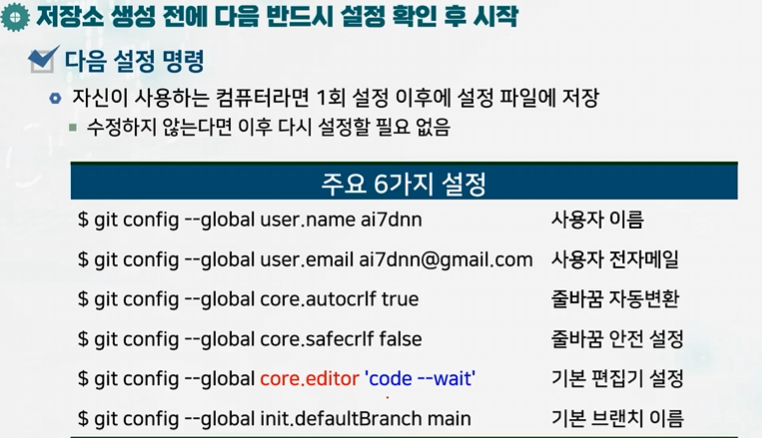 저장소 생성 전에 다음 반드시 설정 확인 후 시작
다음 설정 명령
자신이 사용하는 컴퓨터라면 1회 설정 이후에 설정 파일에 저장
수정하지 않는다면 이후 다시 설정할 필요 없음
주요 6가지 설정
$ git config --global user.name ai7dnn 사용자 이름
$ git config --global user.email ai7dnn@gmail.com 사용자 전자메일
$ git config --global core.autocrlf true 줄바꿈 자동변환
$ git config --global core.safecrlf false 줄바꿈 안전 설정
$ git config --global core.editor 'code --wait' 기본 편집기 설정
$ git config --global init.defaultBranch main 기본 브랜치 이름